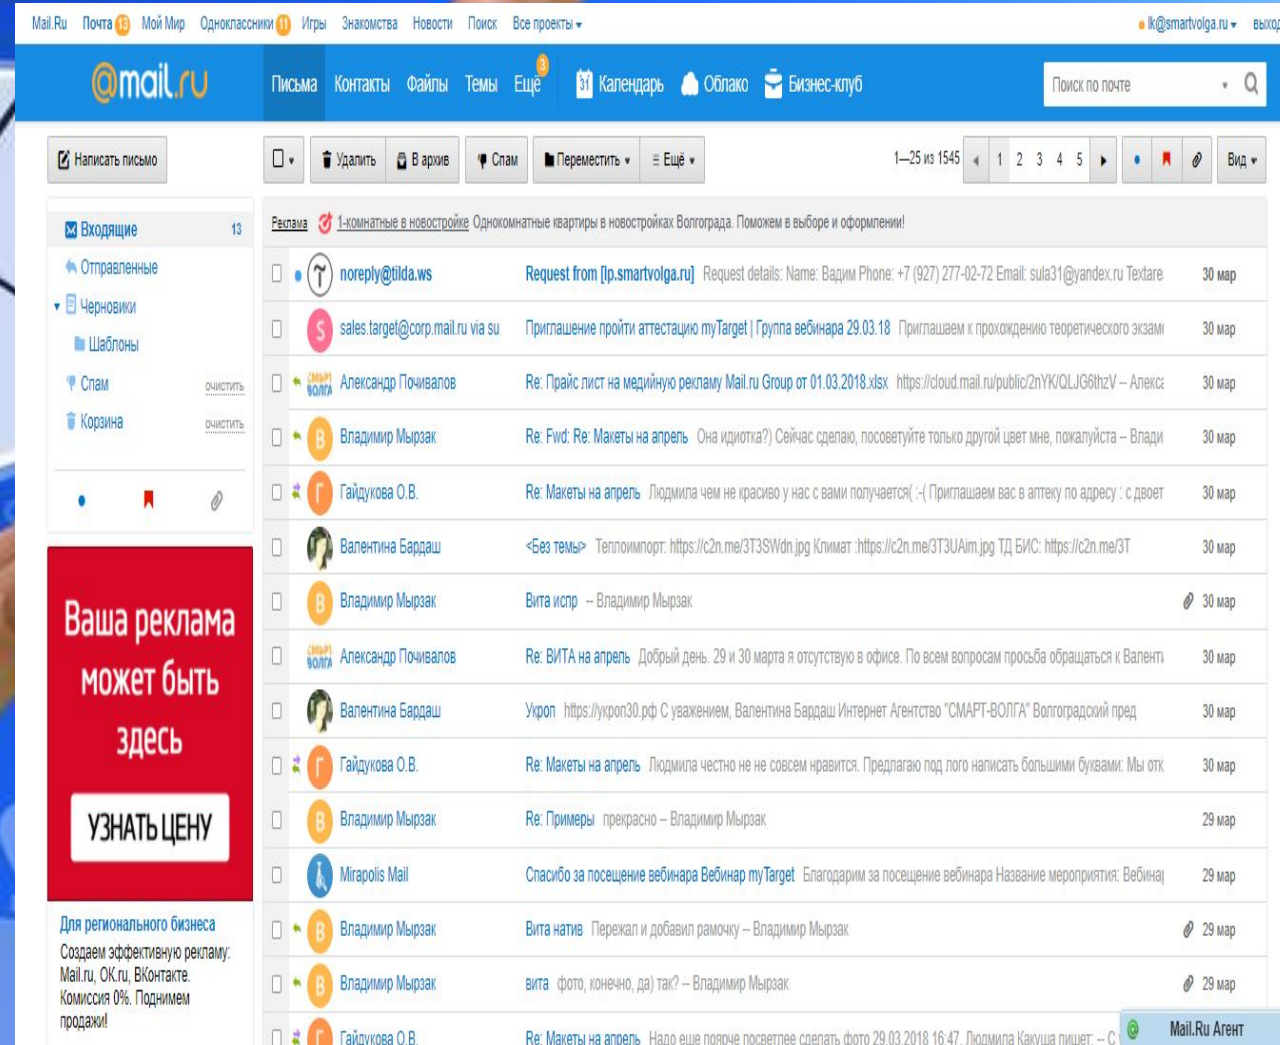 Mail.Ru Почта 13 Мой Мир Одноклассники 11 Игры Знакомства Новости Поиск Все проекты
lk@smartvolga.ru выход
@mail.ru Письма Контакты Файлы Темы Ещё 3 31 Календарь Облако Бизнес-клуб Поиск по почте
Написать письмо Удалить В архив Спам Переместить Ещё 1—25 из 1545 1 2 3 4 5 Вид
Входящие 13
Отправленные
Черновики
Шаблоны
Спам очистить
Корзина очистить
Ваша реклама
может быть
здесь
УЗНАТЬ ЦЕНУ
Для регионального бизнеса
Создаем эффективную рекламу:
Mail.ru, OK.ru, ВКонтакте.
Комиссия 0%. Поднимем
продажи!
Реклама 1-комнатные в новостройке Однокомнатные квартиры в новостройках Волгограда. Поможем в выборе и оформлении!
noreply@tilda.ws Request from [lp.smartvolga.ru] Request details: Name: Вадим Phone: +7 (927) 277-02-72 Email: sula31@yandex.ru Textare 30 мар
S sales.target@corp.mail.ru via su Приглашение пройти аттестацию myTarget | Группа вебинара 29.03.18 Приглашаем к прохождению теоретического экзам 30 мар
СМАРТ ВОЛГА Александр Почивалов Re: Прайс лист на медийную рекламу Mail.ru Group от 01.03.2018.xlsx https://cloud.mail.ru/public/2nYK/QLJG6thzV -- Алекса 30 мар
В Владимир Мырзак Re: Fwd: Re: Макеты на апрель Она идиотка?) Сейчас сделаю, посоветуйте только другой цвет мне, пожалуйста -- Влади 30 мар
Г Гайдукова О.В. Re: Макеты на апрель Людмила чем не красиво у нас с вами получается( :-( Приглашаем вас в аптеку по адресу : с двоет 30 мар
Валентина Бардаш <Без темы> Теплоимпорт: https://c2n.me/3T3SWdn.jpg Климат :https://c2n.me/3T3UAim.jpg ТД БИС: https://c2n.me/3T 30 мар
В Владимир Мырзак Вита испр -- Владимир Мырзак 30 мар
СМАРТ ВОЛГА Александр Почивалов Re: ВИТА на апрель Добрый день. 29 и 30 марта я отсутствую в офисе. По всем вопросам просьба обращаться к Валенти 30 мар
Валентина Бардаш Укроп https://укроп30.рф С уважением, Валентина Бардаш Интернет Агентство "СМАРТ-ВОЛГА" Волгоградский пред 30 мар
Г Гайдукова О.В. Re: Макеты на апрель Людмила честно не не совсем нравится. Предлагаю под лого написать большими буквами: Мы отк 30 мар
В Владимир Мырзак Re: Примеры прекрасно -- Владимир Мырзак 29 мар
Mirapolis Mail Спасибо за посещение вебинара Вебинар myTarget Благодарим за посещение вебинара Название мероприятия: Вебинар 29 мар
В Владимир Мырзак Вита натив Пережал и добавил рамочку -- Владимир Мырзак 29 мар
В Владимир Мырзак вита фото, конечно, да) так? -- Владимир Мырзак 29 мар
Г Гайдукова О.В. Re: Макеты на апрель Надо еще поярче посветлее сделать фото 29.03.2018 16:47, Людмила Какуша пишет: -- С
Mail.Ru Агент